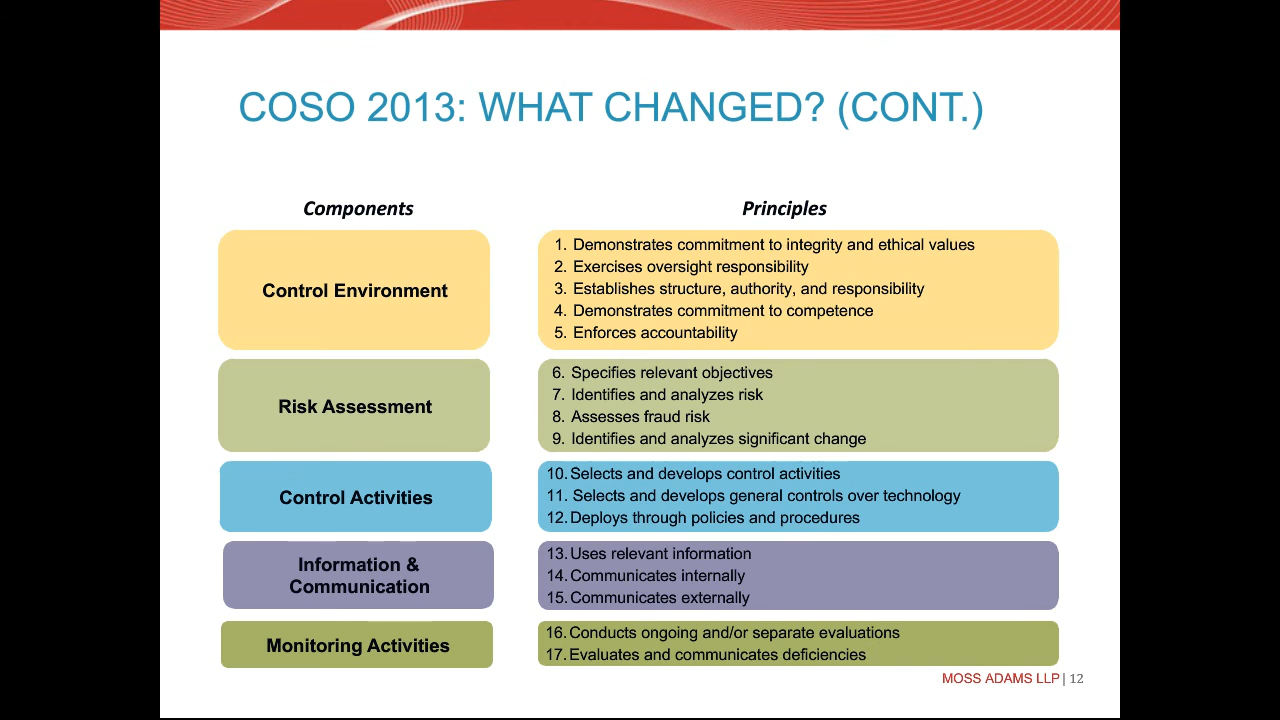 COSO 2013: WHAT CHANGED? (CONT.)
Components
Principles
Control Environment
1. Demonstrates commitment to integrity and ethical values
2. Exercises oversight responsibility
3. Establishes structure, authority, and responsibility
4. Demonstrates commitment to competence
5. Enforces accountability
Risk Assessment
6. Specifies relevant objectives
7. Identifies and analyzes risk
8. Assesses fraud risk
9. Identifies and analyzes significant change
Control Activities
10. Selects and develops control activities
11. Selects and develops general controls over technology
12. Deploys through policies and procedures
Information &
Communication
13. Uses relevant information
14. Communicates internally
15. Communicates externally
Monitoring Activities
16. Conducts ongoing and/or separate evaluations
17. Evaluates and communicates deficiencies
MOSS ADAMS LLP | 12